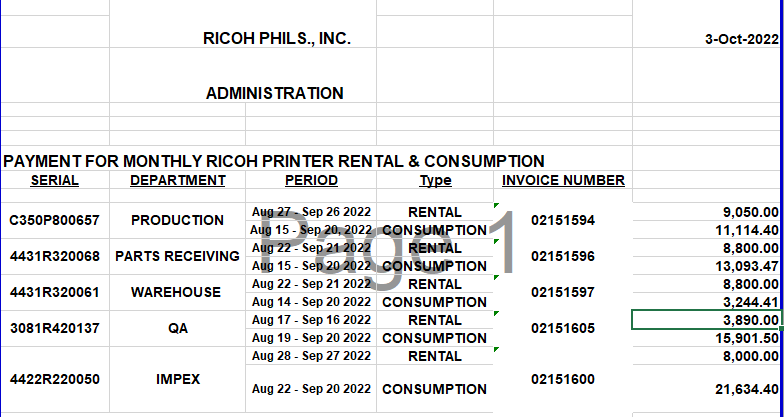 RICOH PHILS., INC. 3-Oct-2022
ADMINISTRATION
PAYMENT FOR MONTHLY RICOH PRINTER RENTAL & CONSUMPTION
SERIAL DEPARTMENT PERIOD Type INVOICE NUMBER
C350P800657 PRODUCTION Aug 27 - Sep 26 2022 RENTAL 02151594 9,050.00
Aug 15 - Sep 20, 2022 CONSUMPTION 11,114.40
4431R320068 PARTS RECEIVING Aug 22 - Sep 21 2022 RENTAL 02151596 8,800.00
Aug 15 - Sep 20 2022 CONSUMPTION 13,093.47
4431R320061 WAREHOUSE Aug 22 - Sep 21 2022 RENTAL 02151597 8,800.00
Aug 14 - Sep 20 2022 CONSUMPTION 3,244.41
3081R420137 QA Aug 17 - Sep 16 2022 RENTAL 02151605 3,890.00
Aug 19 - Sep 20 2022 CONSUMPTION 15,901.50
4422R220050 IMPEX Aug 28 - Sep 27 2022 RENTAL 02151600 8,000.00
Aug 22 - Sep 20 2022 CONSUMPTION 21,634.40
Page 1